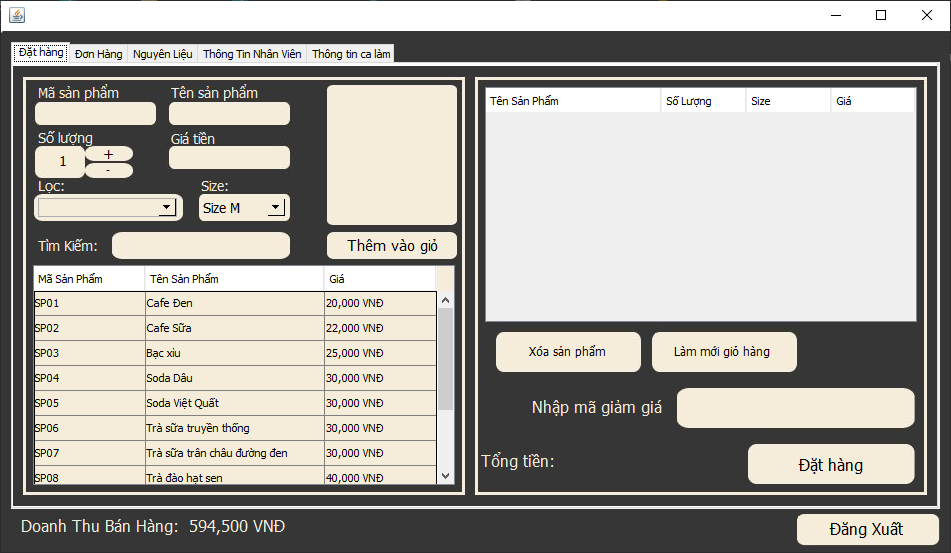 Đặt hàng Đơn Hàng Nguyên Liệu Thông Tin Nhân Viên Thông tin ca làm
Mã sản phẩm Tên sản phẩm
Số lượng Giá tiền
1 +
-
Lọc: Size:
Size M
Tìm Kiếm: Thêm vào giỏ
Mã Sản Phẩm Tên Sản Phẩm Giá
SP01 Cafe Đen 20,000 VNĐ
SP02 Cafe Sữa 22,000 VNĐ
SP03 Bạc xỉu 25,000 VNĐ
SP04 Soda Dâu 30,000 VNĐ
SP05 Soda Việt Quất 30,000 VNĐ
SP06 Trà sữa truyền thống 30,000 VNĐ
SP07 Trà sữa trân châu đường đen 30,000 VNĐ
SP08 Trà đào hạt sen 40,000 VNĐ
Tên Sản Phẩm Số Lượng Size Giá
Xóa sản phẩm Làm mới giỏ hàng
Nhập mã giảm giá
Tổng tiền: Đặt hàng
Doanh Thu Bán Hàng: 594,500 VNĐ
Đăng Xuất